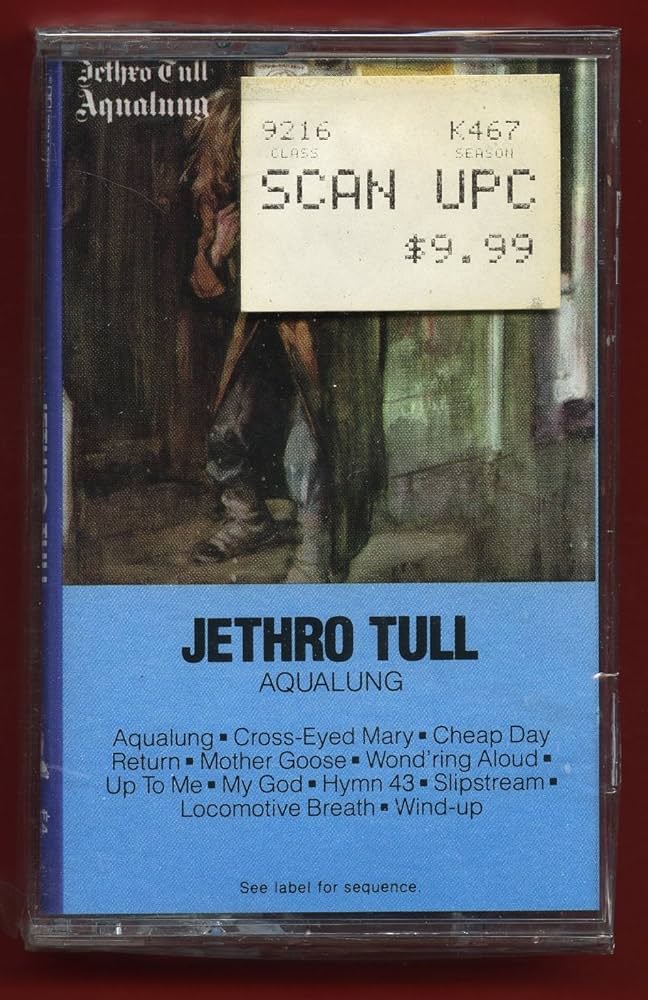 Jethro Tull
Aqualung
9216 K467
CLASS SEASON
SCAN UPC
$9.99
JETHRO TULL
JETHRO TULL
AQUALUNG
Aqualung ▪ Cross-Eyed Mary ▪ Cheap Day
Return ▪ Mother Goose ▪ Wond'ring Aloud ▪
Up To Me ▪ My God ▪ Hymn 43 ▪ Slipstream ▪
Locomotive Breath ▪ Wind-up
See label for sequence.